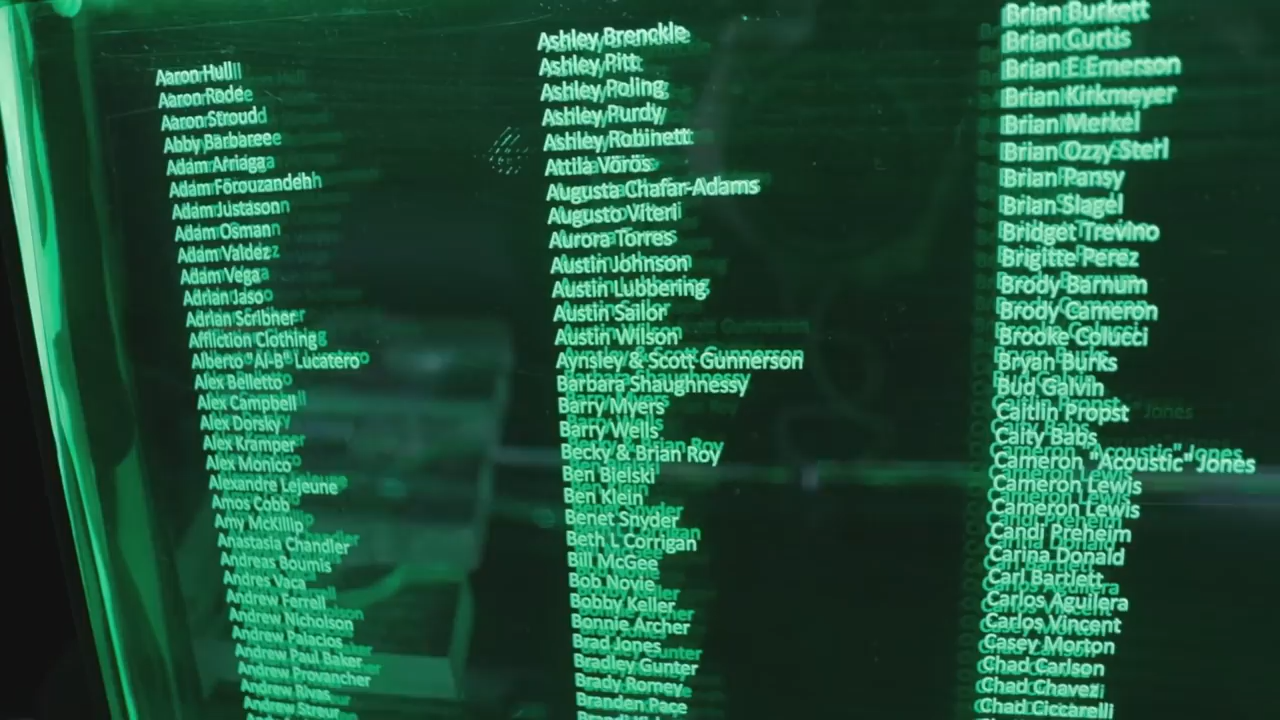 Aaron Hull
Aaron Rode
Aaron Stroud
Abby Barbaree
Adam Arriaga
Adam Forouzandeh
Adam Justason
Adam Osman
Adam Valdez
Adam Vega
Adrian Jaso
Adrian Scribner
Affliction Clothing
Alberto "Al-B" Lucatero
Alex Belletto
Alex Campbell
Alex Dorsky
Alex Kramper
Alex Monico
Alexandre Lejeune
Amos Cobb
Amy McKillip
Anastasia Chandler
Andreas Boumis
Andres Vaca
Andrew Ferrell
Andrew Nicholson
Andrew Palacios
Andrew Paul Baker
Andrew Provancher
Andrew Rivas
Andrew Streur
Ashley Brenckle
Ashley Pitt
Ashley Poling
Ashley Purdy
Ashley Robinett
Attila Vörös
Augusta Chafar-Adams
Augusto Viteri
Aurora Torres
Austin Johnson
Austin Lubbering
Austin Sailor
Austin Wilson
Aynsley & Scott Gunnerson
Barbara Shaughnessy
Barry Myers
Barry Wells
Becky & Brian Roy
Ben Bielski
Ben Klein
Benet Snyder
Beth L Corrigan
Bill McGee
Bob Novie
Bobby Keller
Bonnie Archer
Brad Jones
Bradley Gunter
Brady Romey
Branden Pace
Brian Burkett
Brian Curtis
Brian E Emerson
Brian Kirkmeyer
Brian Merkel
Brian Ozzy Sterl
Brian Pansy
Brian Slagel
Bridget Trevino
Brigitte Perez
Brody Barnum
Brody Cameron
Brooke Colucci
Bryan Burks
Bud Galvin
Caitlin Propst
Caity Babs
Cameron "Acoustic" Jones
Cameron Lewis
Cameron Lewis
Candi Preheim
Carina Donald
Carl Bartlett
Carlos Aguilera
Carlos Vincent
Casey Morton
Chad Carlson
Chad Chavez
Chad Ciccarelli